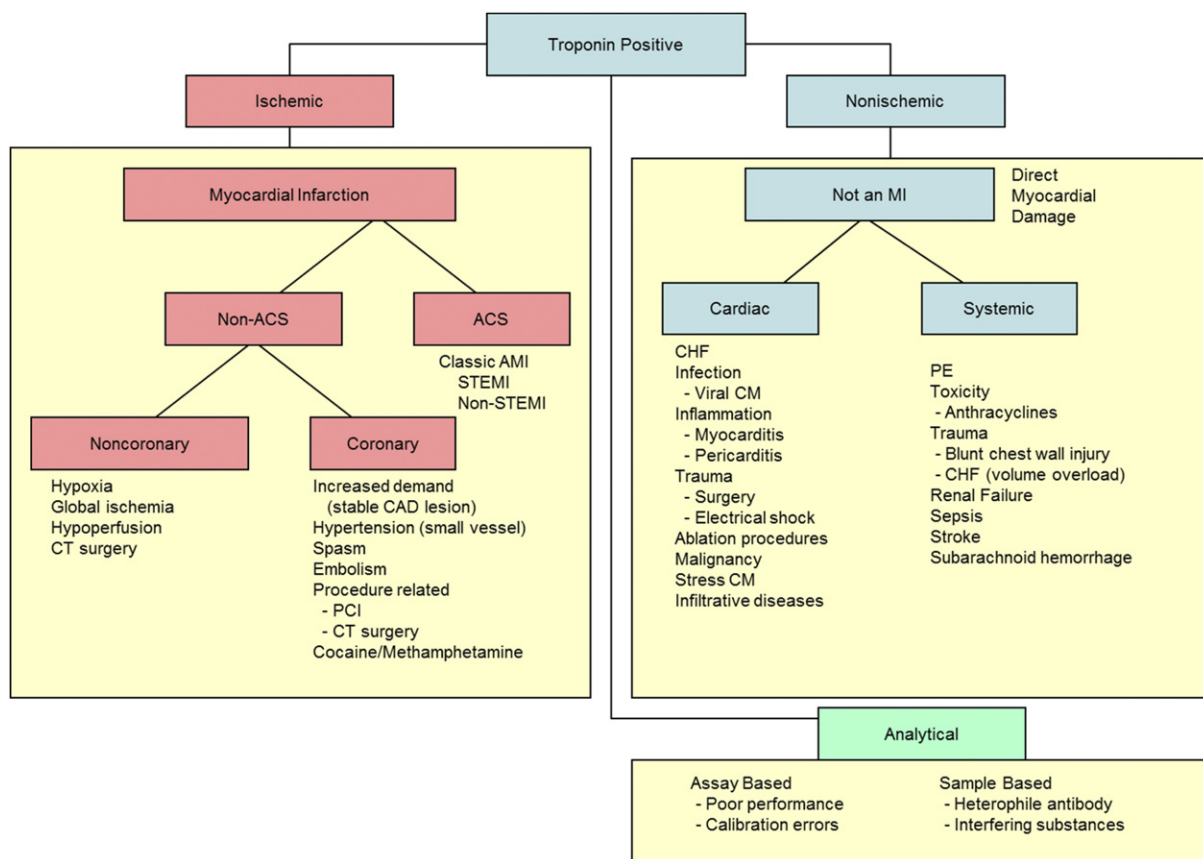 Troponin Positive
Ischemic
Nonischemic
Myocardial Infarction
Non-ACS
ACS
Classic AMI
STEMI
Non-STEMI
Noncoronary
Hypoxia
Global ischemia
Hypoperfusion
CT surgery
Coronary
Increased demand
(stable CAD lesion)
Hypertension (small vessel)
Spasm
Embolism
Procedure related
- PCI
- CT surgery
Cocaine/Methamphetamine
Not an MI
Direct
Myocardial
Damage
Cardiac
CHF
Infection
- Viral CM
Inflammation
- Myocarditis
- Pericarditis
Trauma
- Surgery
- Electrical shock
Ablation procedures
Malignancy
Stress CM
Infiltrative diseases
Systemic
PE
Toxicity
- Anthracyclines
Trauma
- Blunt chest wall injury
- CHF (volume overload)
Renal Failure
Sepsis
Stroke
Subarachnoid hemorrhage
Analytical
Assay Based
- Poor performance
- Calibration errors
Sample Based
- Heterophile antibody
- Interfering substances